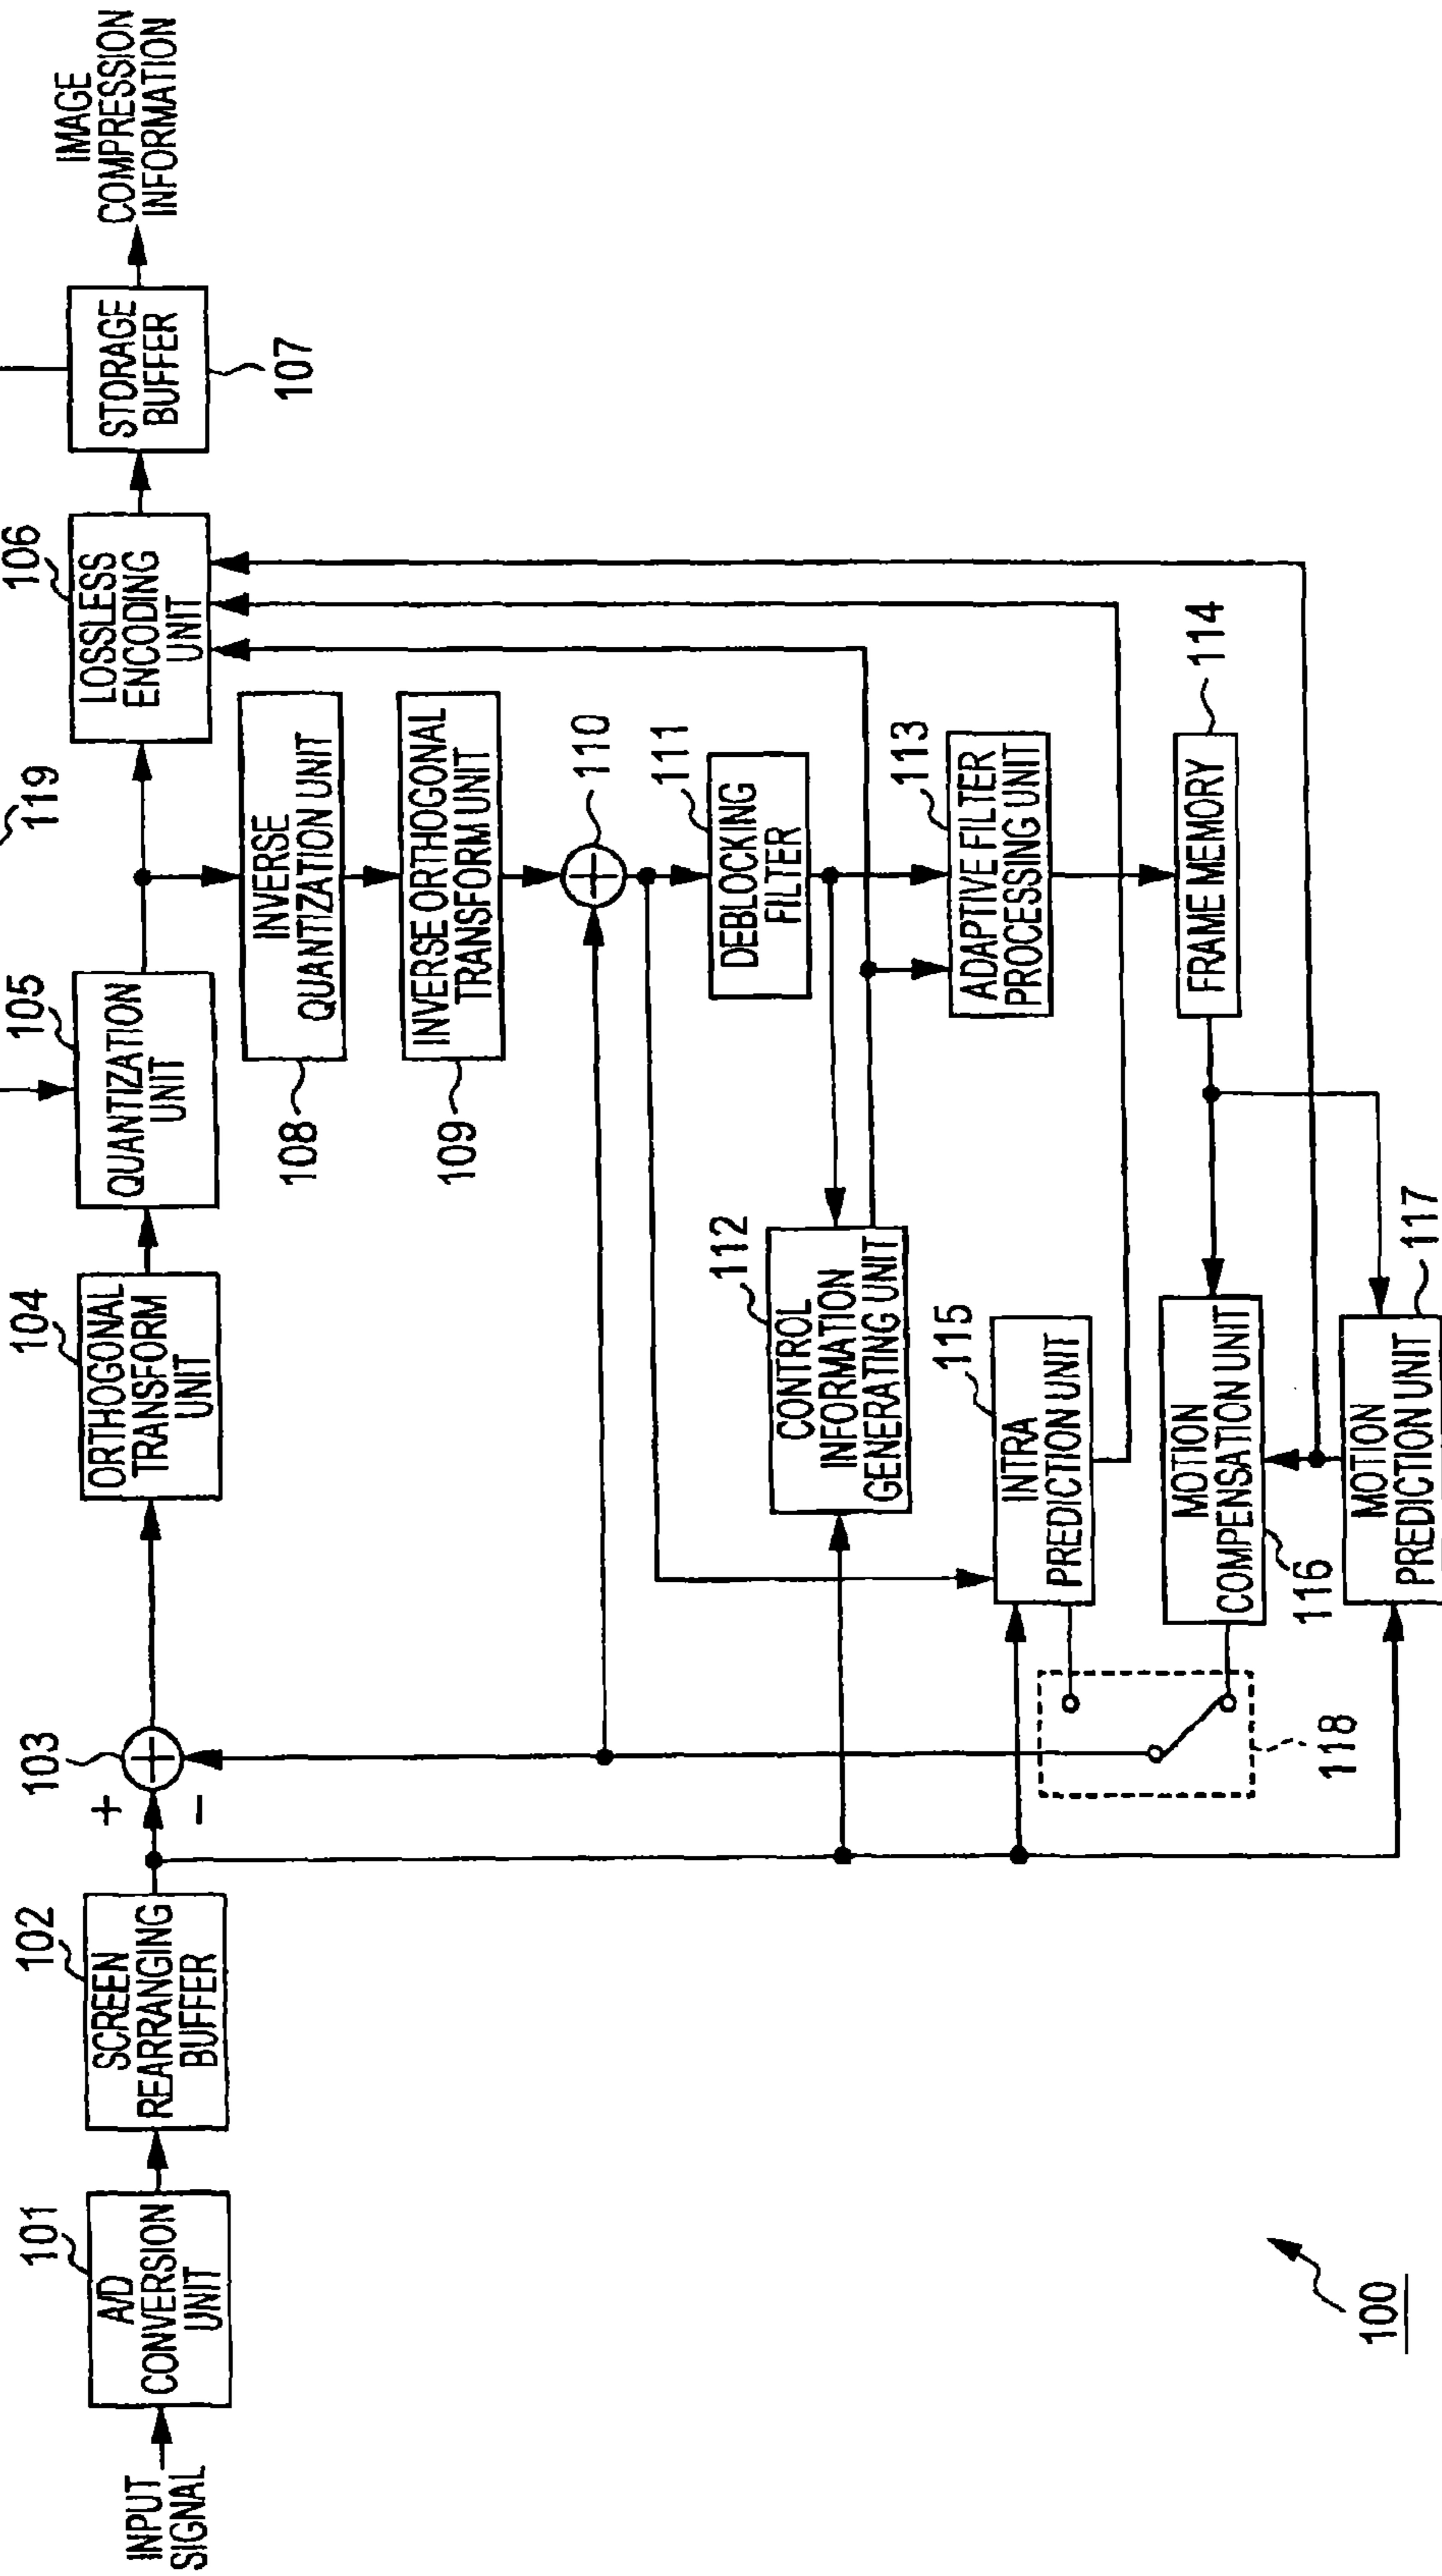 INPUT
SIGNAL
101
A/D
CONVERSION
UNIT
102
SCREEN
REARRANGING
BUFFER
103
+
−
104
ORTHOGONAL
TRANSFORM
UNIT
105
QUANTIZATION
UNIT
119
106
LOSSLESS
ENCODING
UNIT
STORAGE
BUFFER
107
IMAGE
COMPRESSION
INFORMATION
INVERSE
QUANTIZATION UNIT
108
INVERSE ORTHOGONAL
TRANSFORM UNIT
109
110
111
DEBLOCKING
FILTER
112
CONTROL
INFORMATION
GENERATING UNIT
113
ADAPTIVE FILTER
PROCESSING UNIT
114
FRAME MEMORY
115
INTRA
PREDICTION UNIT
MOTION
COMPENSATION UNIT
116
MOTION
PREDICTION UNIT
117
118
100